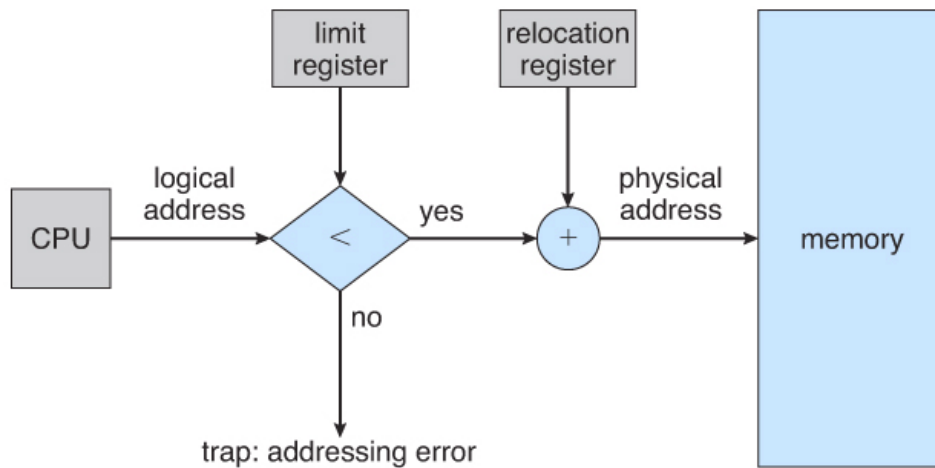 limit
register
relocation
register
logical
address
physical
address
CPU
<
yes
+
memory
no
trap: addressing error